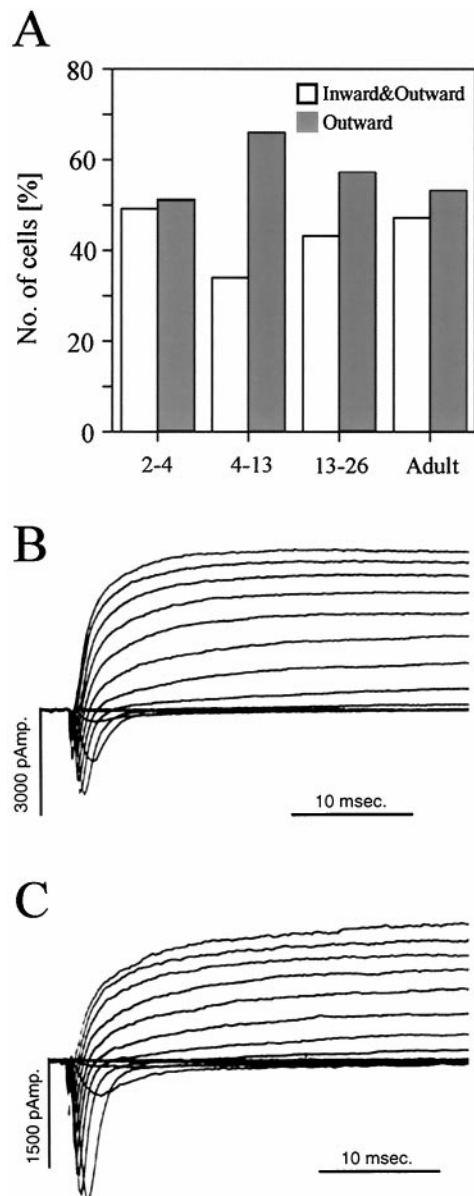 A
80
60
40
20
0
No. of cells [%]
Inward&Outward
Outward
2-4
4-13
13-26
Adult
B
3000 pAmp.
10 msec.
C
1500 pAmp.
10 msec.